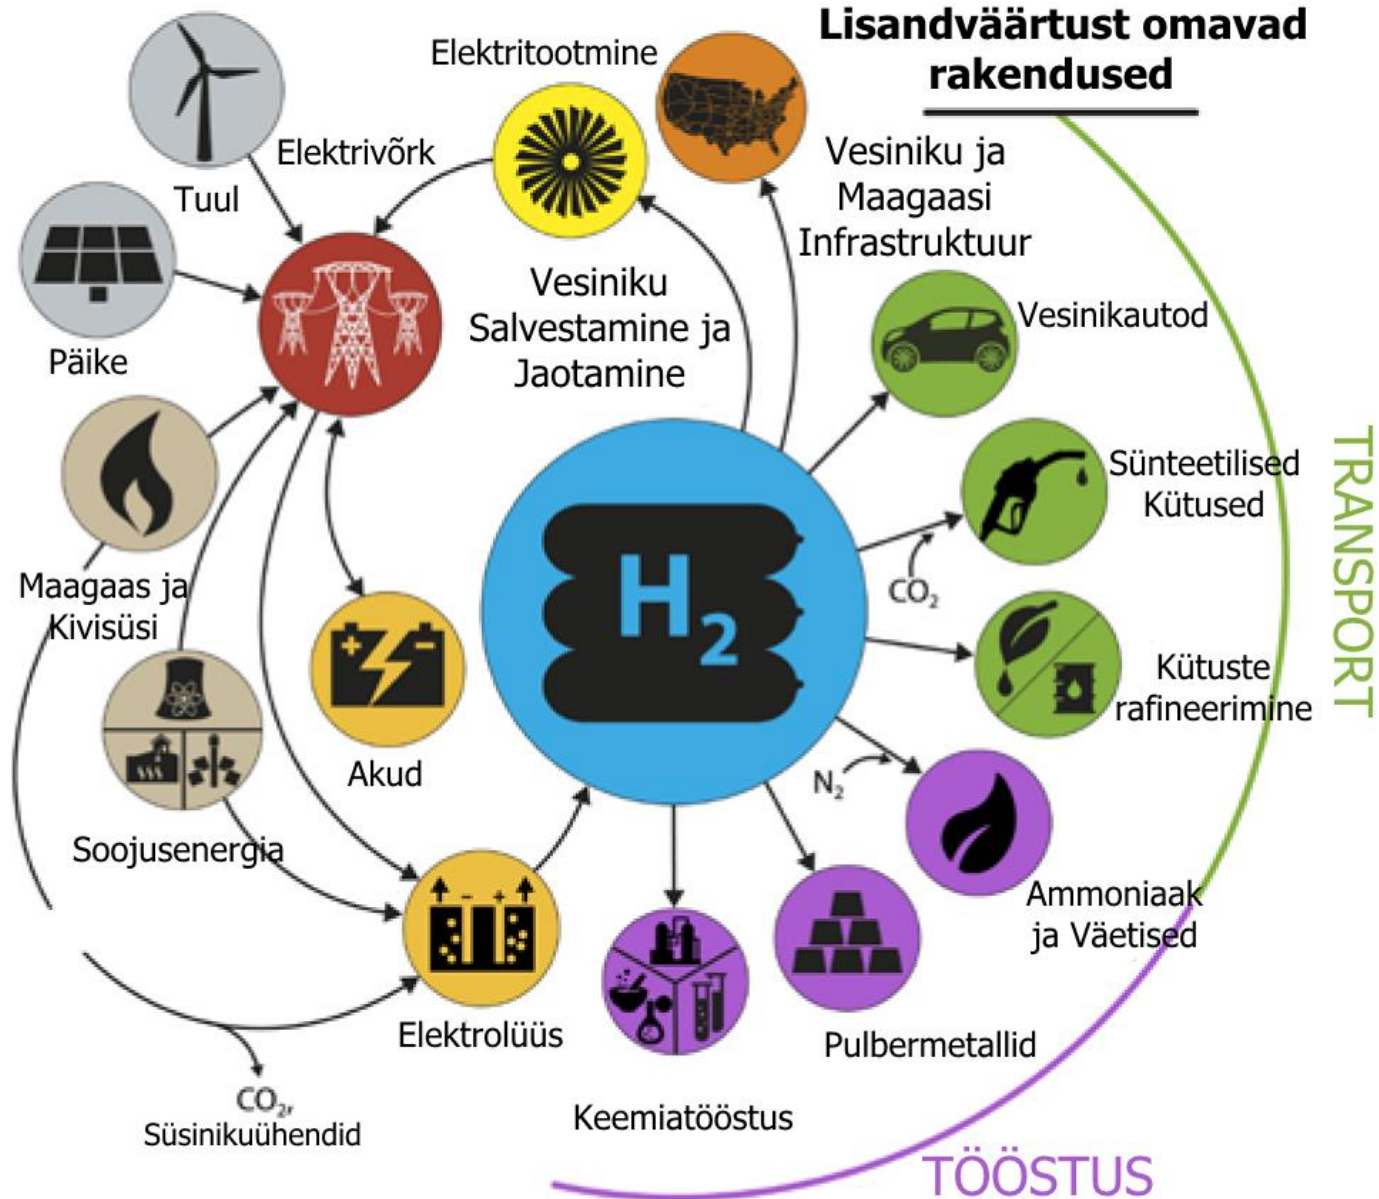 Lisandväärtust omavad
rakendused
Elektritootmine
Elektrivõrk
Tuul
Vesiniku ja
Maagaasi
Infrastruktuur
Vesiniku
Salvestamine ja
Jaotamine
Vesinikautod
Päike
Sünteetilised
Kütused
TRANSPORT
CO₂
H₂
Maagaas ja
Kivisüsi
Kütuste
rafineerimine
+ -
Akud
N₂
Soojusenergia
Ammoniaak
ja Väetised
- +
Elektrolüüs
Pulbermetallid
CO₂,
Süsinikuühendid
Keemiatööstus
TÖÖSTUS